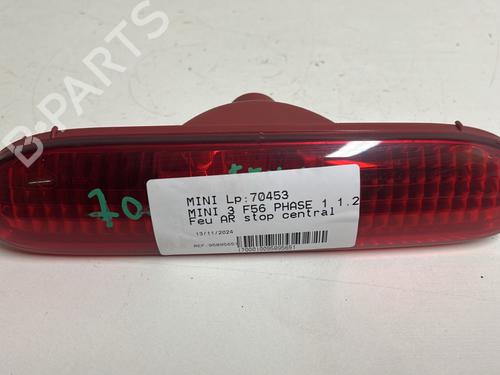 B-PARTS
70
MINI Lp:70453
MINI 3 F56 PHASE 1 1.2
Feu AR stop central
13/11/2024